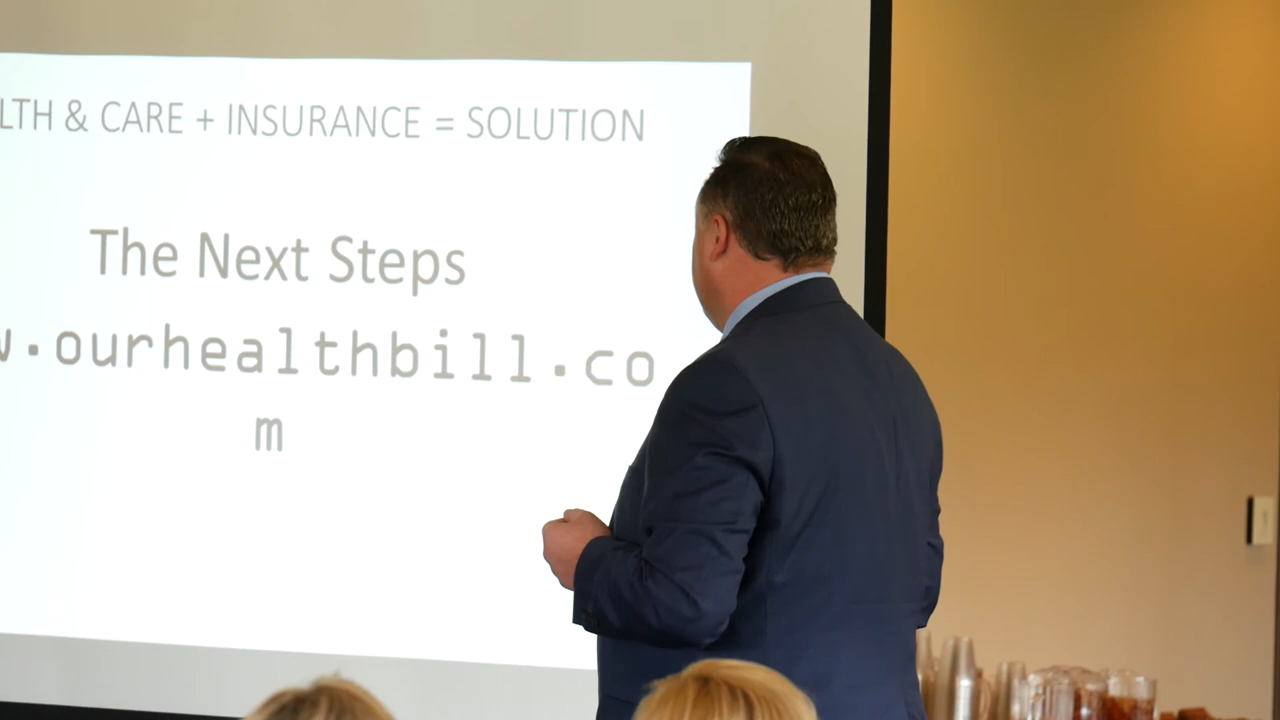 LTH & CARE + INSURANCE = SOLUTION
The Next Steps
w.ourhealthbill.co
m